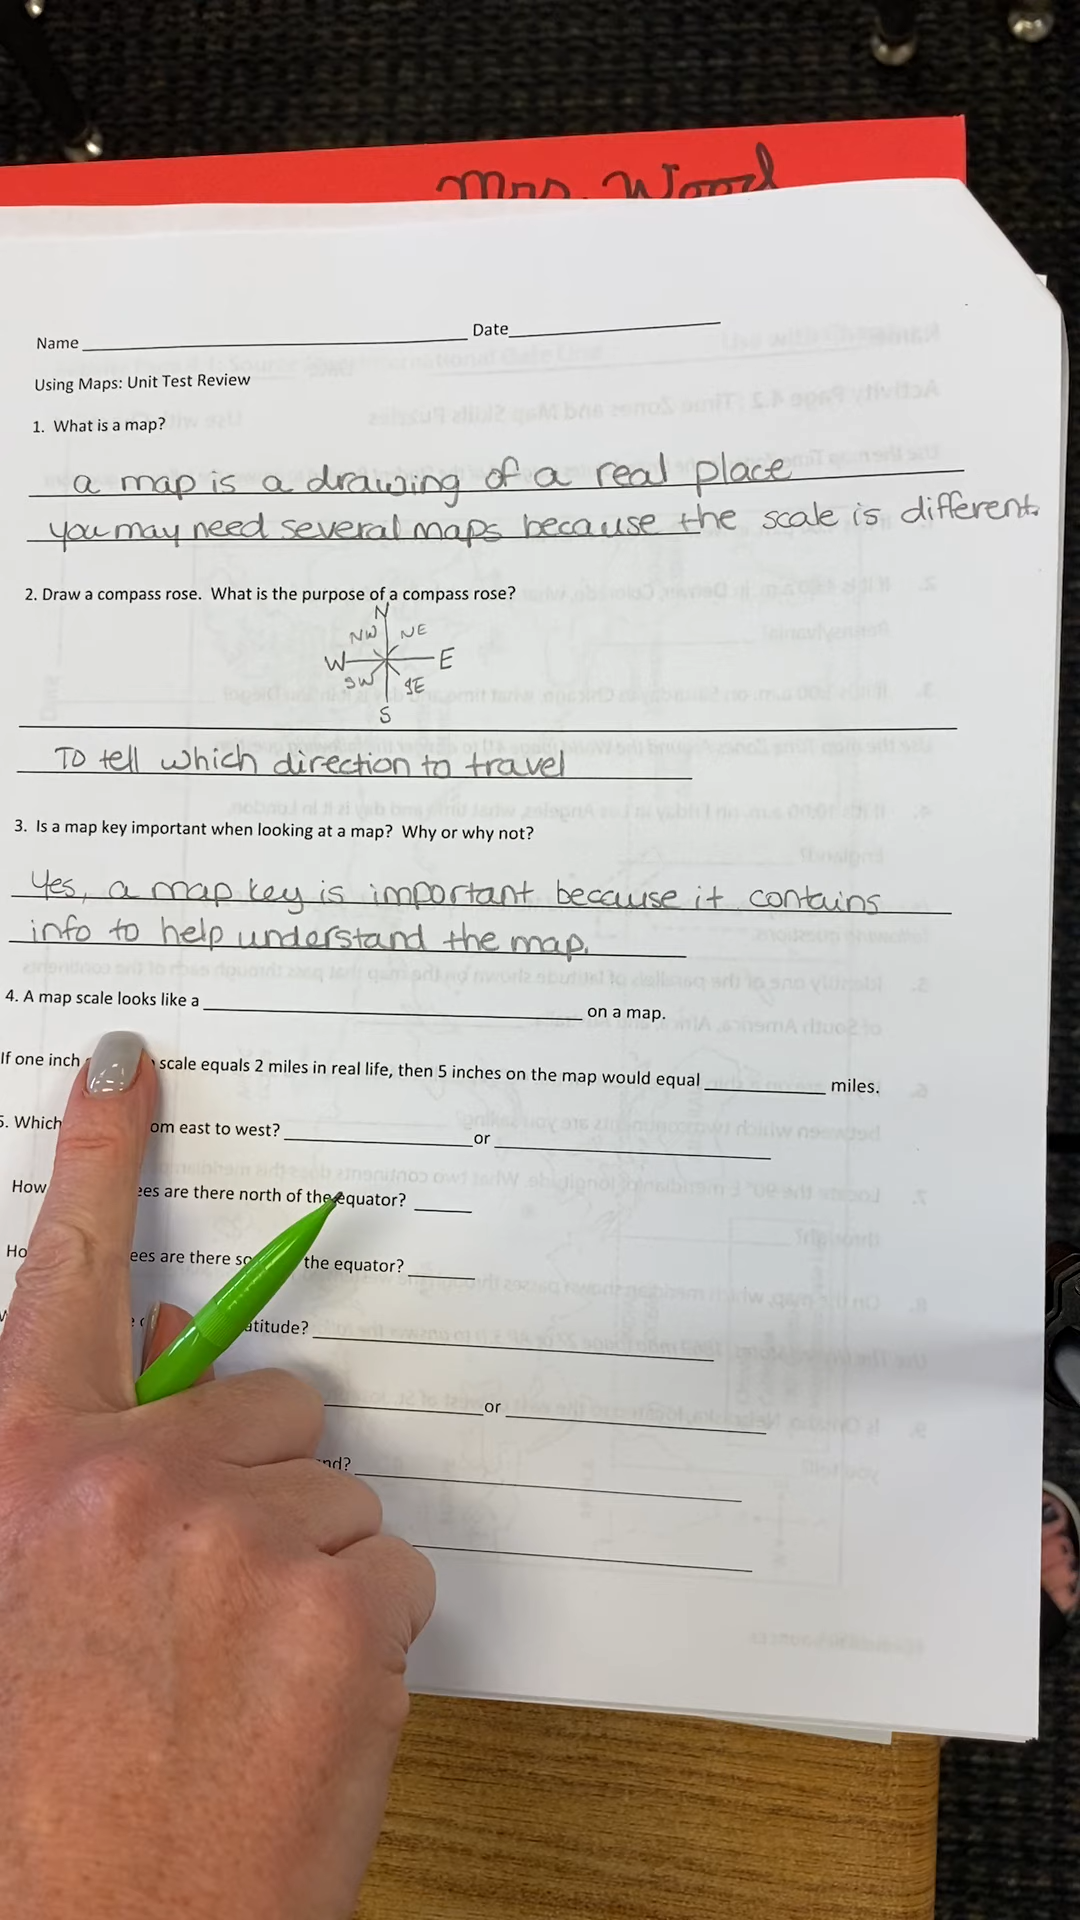 Mrs. Wood
Name Date
Using Maps: Unit Test Review
1. What is a map?
a map is a drawing of a real place
you may need several maps because the scale is different.
2. Draw a compass rose. What is the purpose of a compass rose?
N
NW NE
W E
SW SE
S
To tell which direction to travel
3. Is a map key important when looking at a map? Why or why not?
Yes, a map key is important because it contains
info to help understand the map.
4. A map scale looks like a on a map.
If one inch scale equals 2 miles in real life, then 5 inches on the map would equal miles.
5. Which om east to west? or
How ees are there north of the equator?
Ho ees are there the equator?
atitude?
or
nd?